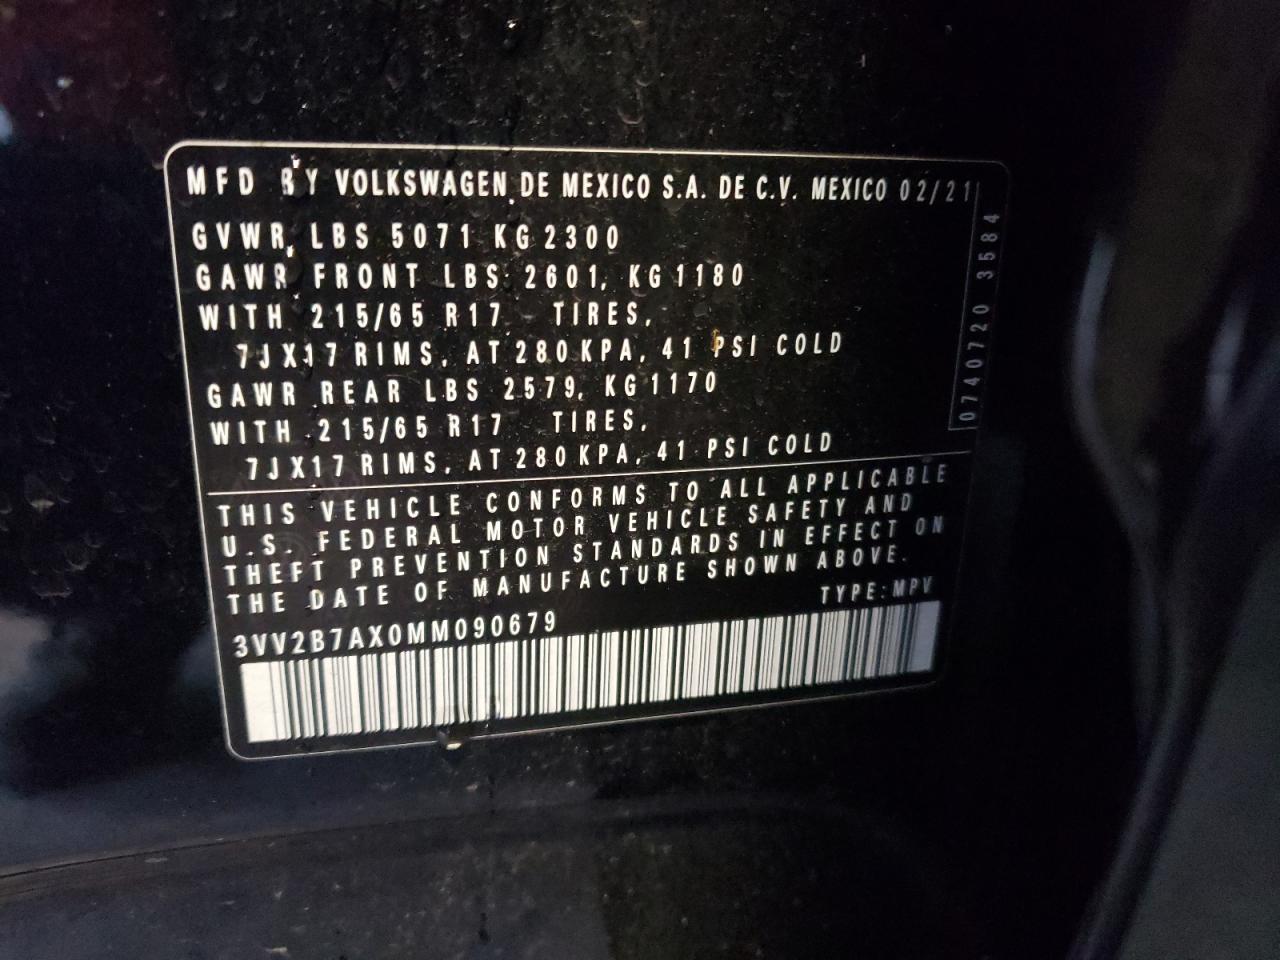 MFD BY VOLKSWAGEN DE MEXICO S.A. DE C.V. MEXICO 02/21
GVWR, LBS 5071 KG 2300
GAWR FRONT LBS 2601, KG 1180
WITH 215/65 R17 TIRES,
7JX17 RIMS, AT 280 KPA, 41 PSI COLD
GAWR REAR LBS 2579, KG 1170
WITH 215/65 R17 TIRES,
7JX17 RIMS, AT 280 KPA, 41 PSI COLD
0740720 3584
THIS VEHICLE CONFORMS TO ALL APPLICABLE
U.S. FEDERAL MOTOR VEHICLE SAFETY AND
THEFT PREVENTION STANDARDS IN EFFECT ON
THE DATE OF MANUFACTURE SHOWN ABOVE.
TYPE: MPV
3VV2B7AX0MM090679